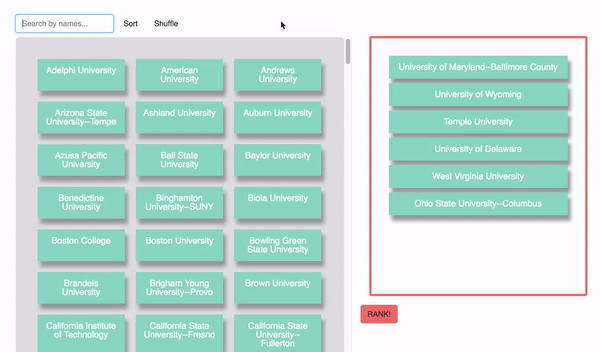 Search by names...
Sort
Shuffle
Adelphi University
American
University
Andrews
University
Arizona State
University--Tempe
Ashland University
Auburn University
Azusa Pacific
University
Ball State
University
Baylor University
Benedictine
University
Binghamton
University--SUNY
Biola University
Boston College
Boston University
Bowling Green
State University
Brandeis
University
Brigham Young
University--Provo
Brown University
California Institute
of Technology
California State
University--Fresno
California State
University--
Fullerton
University of Maryland--Baltimore County
University of Wyoming
Temple University
University of Delaware
West Virginia University
Ohio State University--Columbus
RANK!